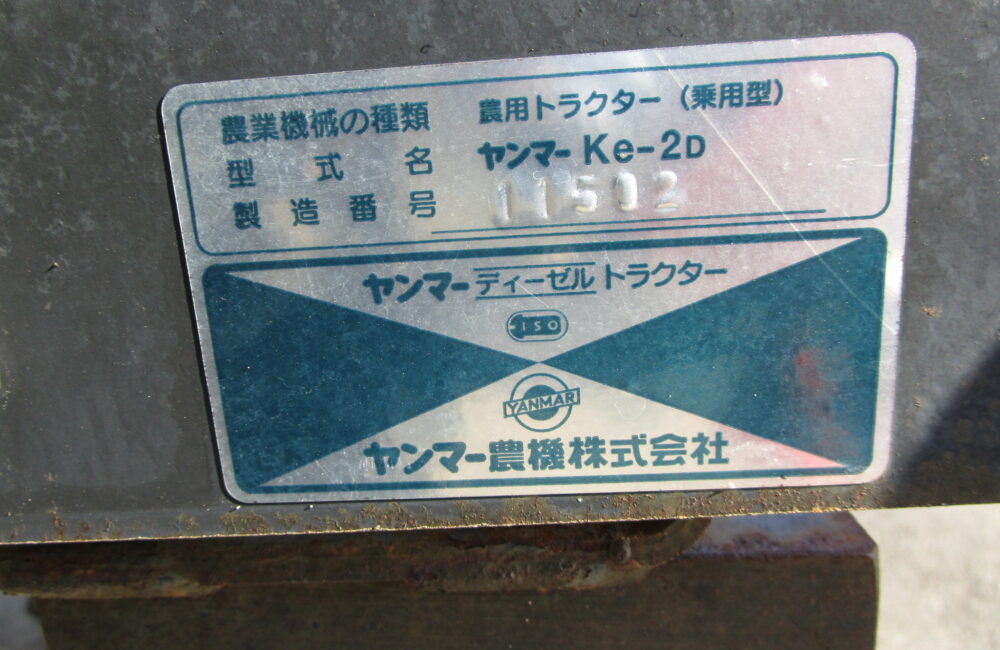 農業機械の種類 農用トラクター（乗用型）
型式名 ヤンマー Ke-2D
製造番号 11502
ヤンマーディーゼルトラクター
ISO
YANMAR
ヤンマー農機株式会社